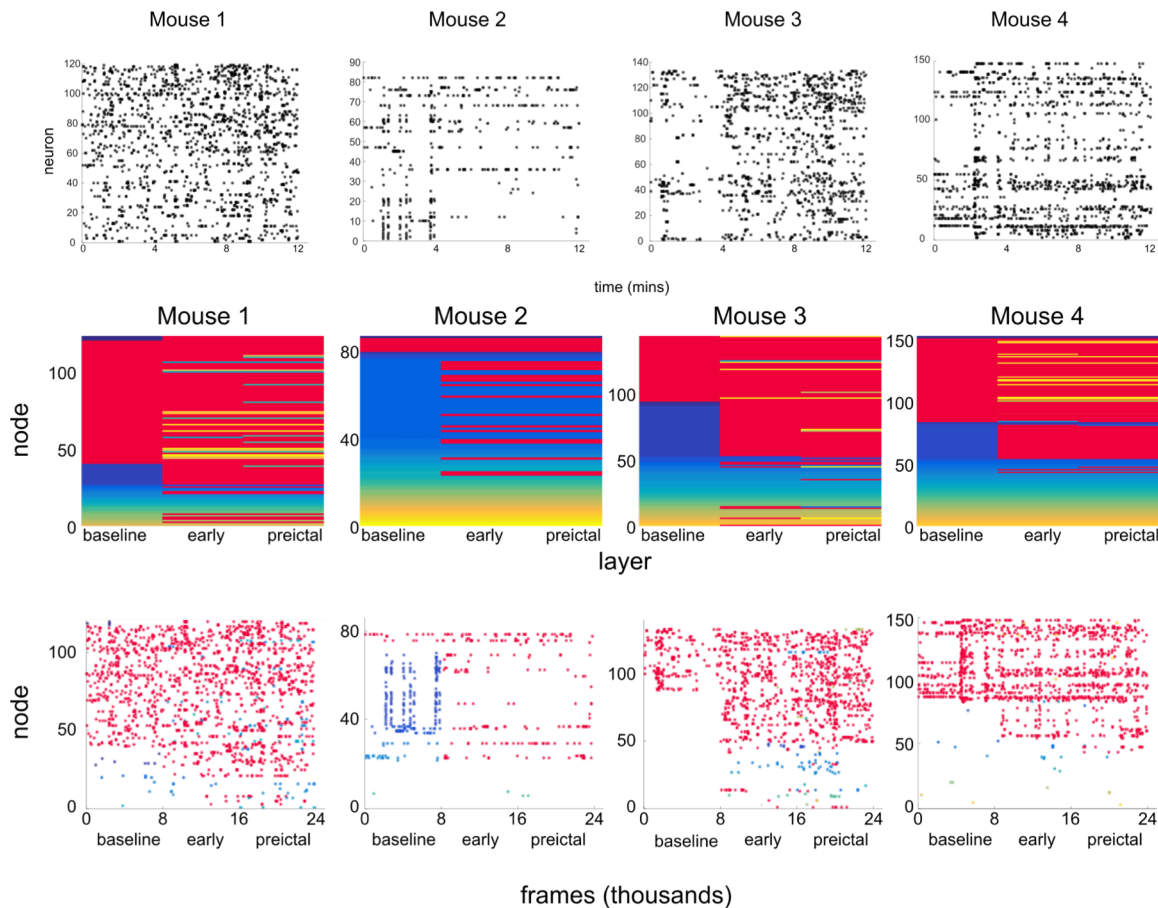 Mouse 1 Mouse 2 Mouse 3 Mouse 4
neuron
120 100 80 60 40 20 0
0 4 8 12
90 80 70 60 50 40 30 20 10 0
0 4 8 12
140 120 100 80 60 40 20 0
0 4 8 12
150 100 50 0
0 4 8 12
time (mins)
Mouse 1 Mouse 2 Mouse 3 Mouse 4
node
100 50 0
baseline early preictal
80 40 0
baseline early preictal
100 50 0
baseline early preictal
150 100 50 0
baseline early preictal
layer
node
100 50 0
0 8 16 24
baseline early preictal
80 40 0
0 8 16 24
baseline early preictal
100 50 0
0 8 16 24
baseline early preictal
150 100 50 0
0 8 16 24
baseline early preictal
frames (thousands)